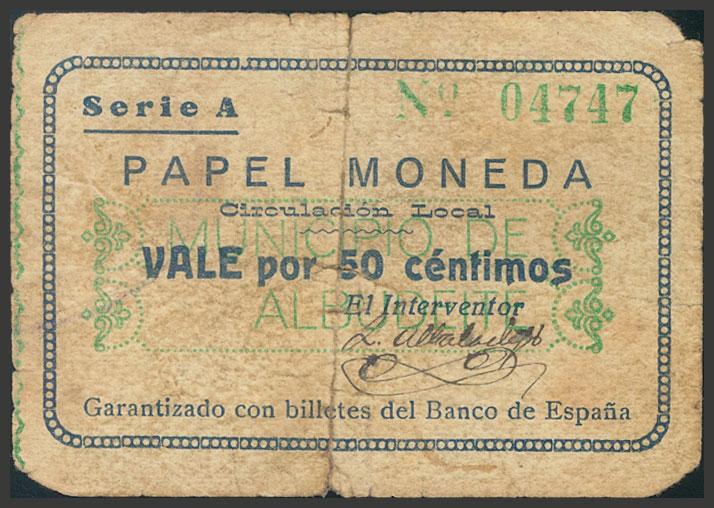 Serie A
Nº 04747
PAPEL MONEDA
Circulación Local
MUNICIPIO DE
VALE por 50 céntimos
ALBUDEITE
El Interventor
Garantizado con billetes del Banco de España